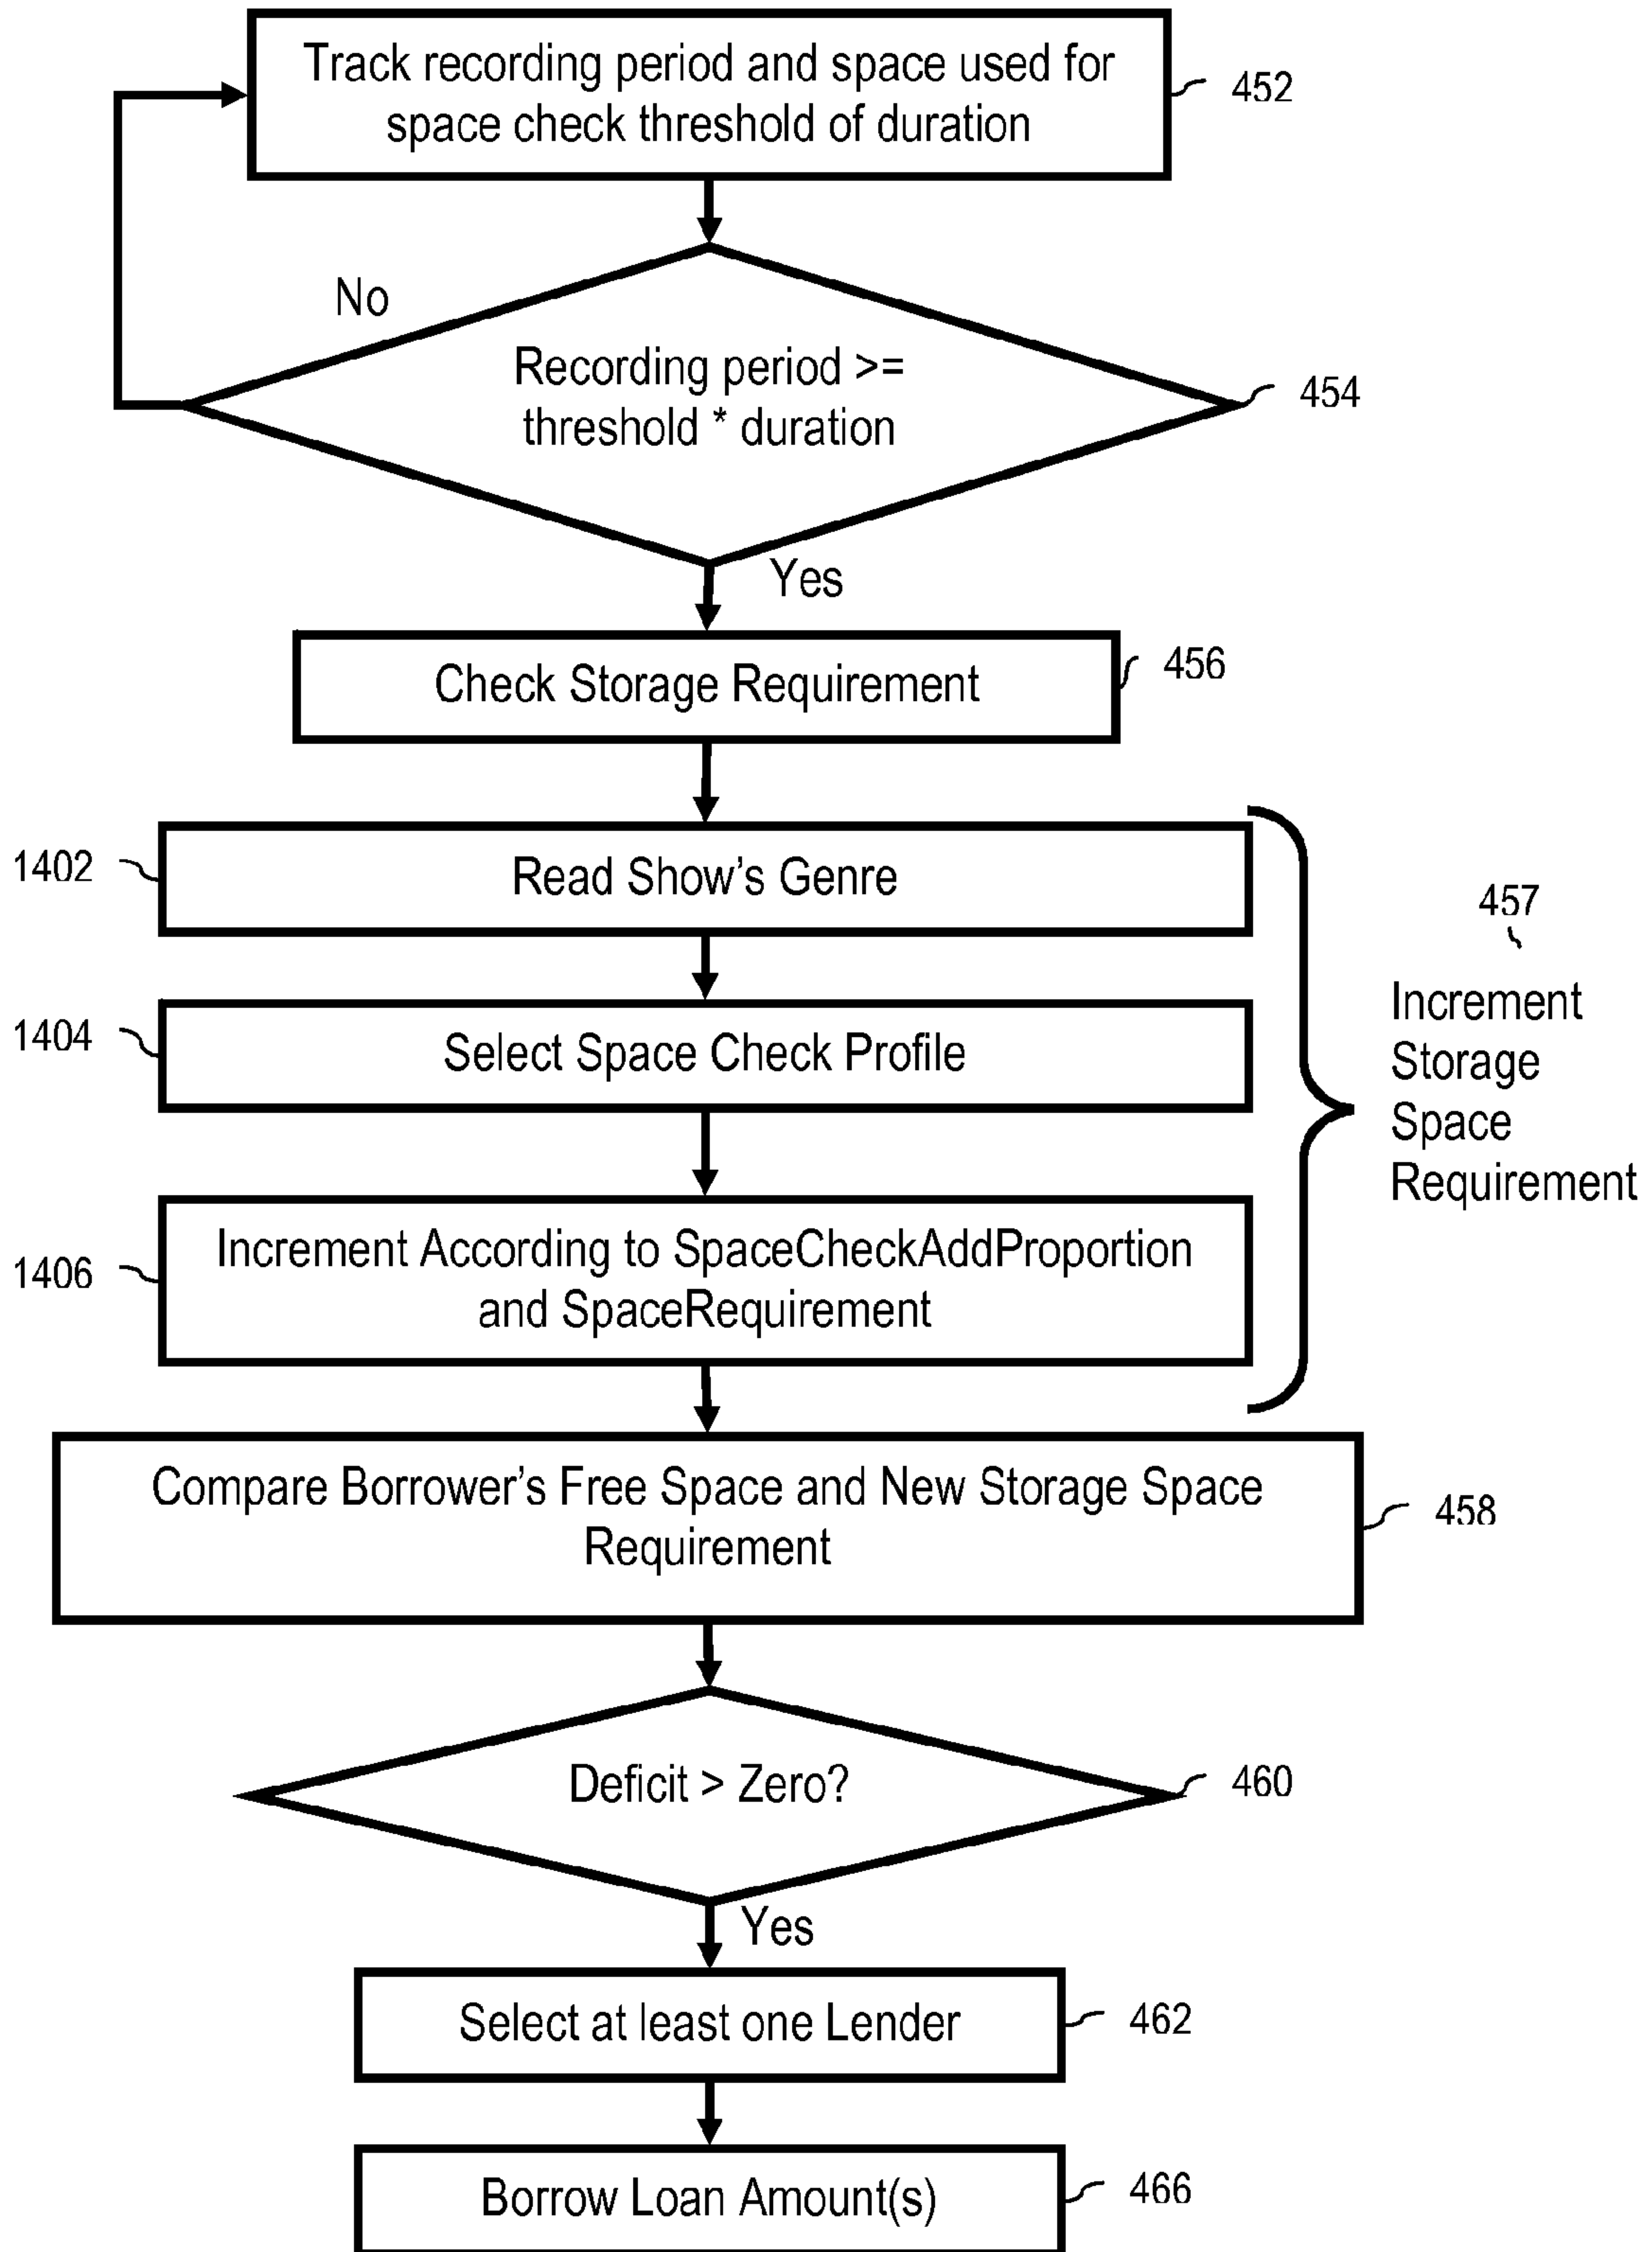 Track recording period and space used for
space check threshold of duration
452
No
Recording period >=
threshold * duration
454
Yes
Check Storage Requirement
456
1402
Read Show's Genre
457
Increment
Storage
Space
Requirement
1404
Select Space Check Profile
1406
Increment According to SpaceCheckAddProportion
and SpaceRequirement
Compare Borrower's Free Space and New Storage Space
Requirement
458
Deficit > Zero?
460
Yes
Select at least one Lender
462
Borrow Loan Amount(s)
466